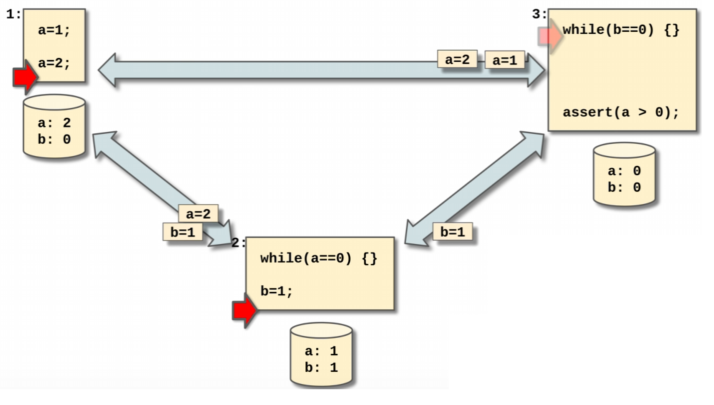 1:
a=1;
a=2;
a: 2
b: 0
a=2
a=1
3:
while(b==0) {}
assert(a > 0);
a: 0
b: 0
a=2
b=1
b=1
2:
while(a==0) {}
b=1;
a: 1
b: 1